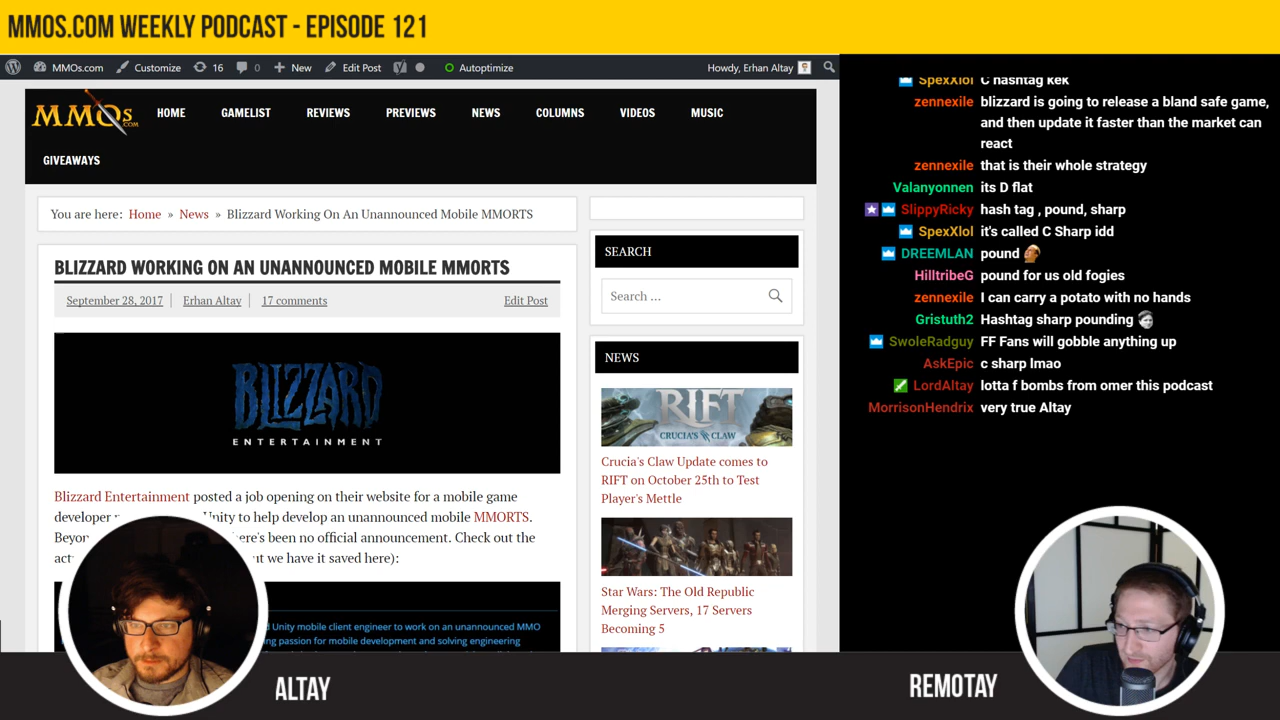 MMOS.COM WEEKLY PODCAST - EPISODE 121
MMOs.com Customize 16 0 New Edit Post Autoptimize Howdy, Erhan Altay
MMOs.COM
HOME GAMELIST REVIEWS PREVIEWS NEWS COLUMNS VIDEOS MUSIC
GIVEAWAYS
You are here: Home » News » Blizzard Working On An Unannounced Mobile MMORTS
BLIZZARD WORKING ON AN UNANNOUNCED MOBILE MMORTS
September 28, 2017 Erhan Altay 17 comments Edit Post
BLIZZARD
ENTERTAINMENT
Blizzard Entertainment posted a job opening on their website for a mobile game
developer Unity to help develop an unannounced mobile MMORTS.
there's been no official announcement. Check out the
we have it saved here):
Unity mobile client engineer to work on an unannounced MMO
passion for mobile development and solving engineering
SEARCH
Search ...
NEWS
RIFT
CRUCIA'S CLAW
Crucia's Claw Update comes to
RIFT on October 25th to Test
Player's Mettle
Star Wars: The Old Republic
Merging Servers, 17 Servers
Becoming 5
SpexXlol C hashtag kek
zennexile blizzard is going to release a bland safe game,
and then update it faster than the market can
react
zennexile that is their whole strategy
Valanyonnen its D flat
SlippyRicky hash tag , pound, sharp
SpexXlol it's called C Sharp idd
DREEMLAN pound
HilltribeG pound for us old fogies
zennexile I can carry a potato with no hands
Gristuth2 Hashtag sharp pounding
SwoleRadguy FF Fans will gobble anything up
AskEpic c sharp lmao
LordAltay lotta f bombs from omer this podcast
MorrisonHendrix very true Altay
ALTAY
REMOTAY